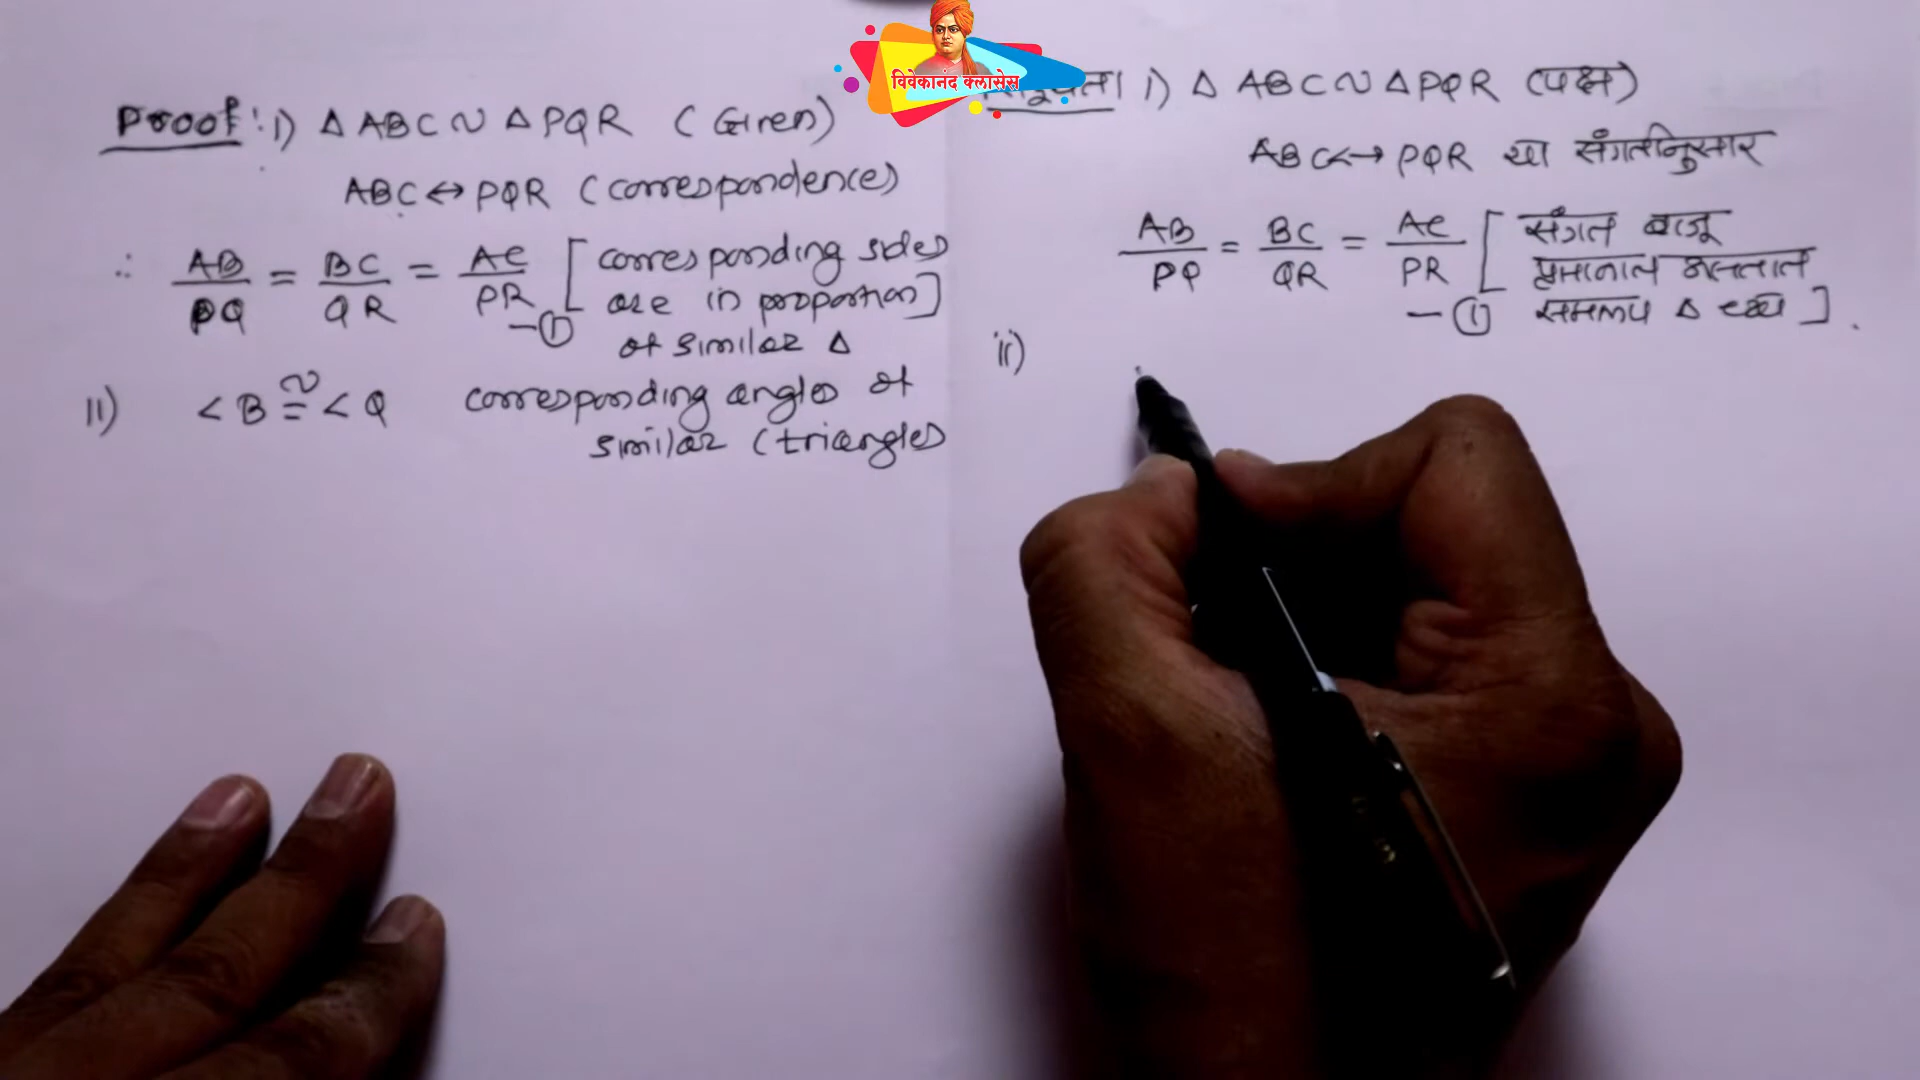 विवेकानंद क्लासेस
Proof :- i) Δ ABC ~ Δ PQR ( Given)
ABC ↔ PQR ( correspondence)
∴ AB/PQ = BC/QR = AC/PR [ corresponding sides
are in proportion]
— ① of similar Δ
ii) < B ≅ < Q corresponding angles of
similar (triangles
i) Δ ABC ~ Δ PQR (पक्ष)
ABC ↔ PQR या संगतीनुसार
AB/PQ = BC/QR = AC/PR [ संगत बाजू
प्रमाणात असतात
— ① समरूप Δ च्या ] .
ii)